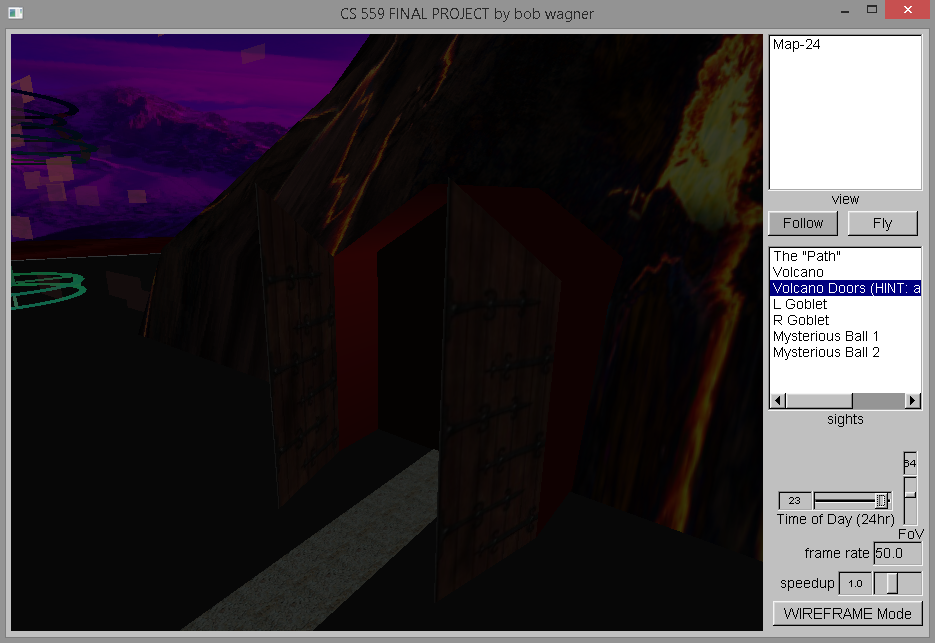 CS 559 FINAL PROJECT by bob wagner
Map-24
view
Follow
Fly
The "Path"
Volcano
Volcano Doors (HINT: a
L Goblet
R Goblet
Mysterious Ball 1
Mysterious Ball 2
sights
64
23
Time of Day (24hr)
FoV
frame rate 50.0
speedup 1.0
WIREFRAME Mode